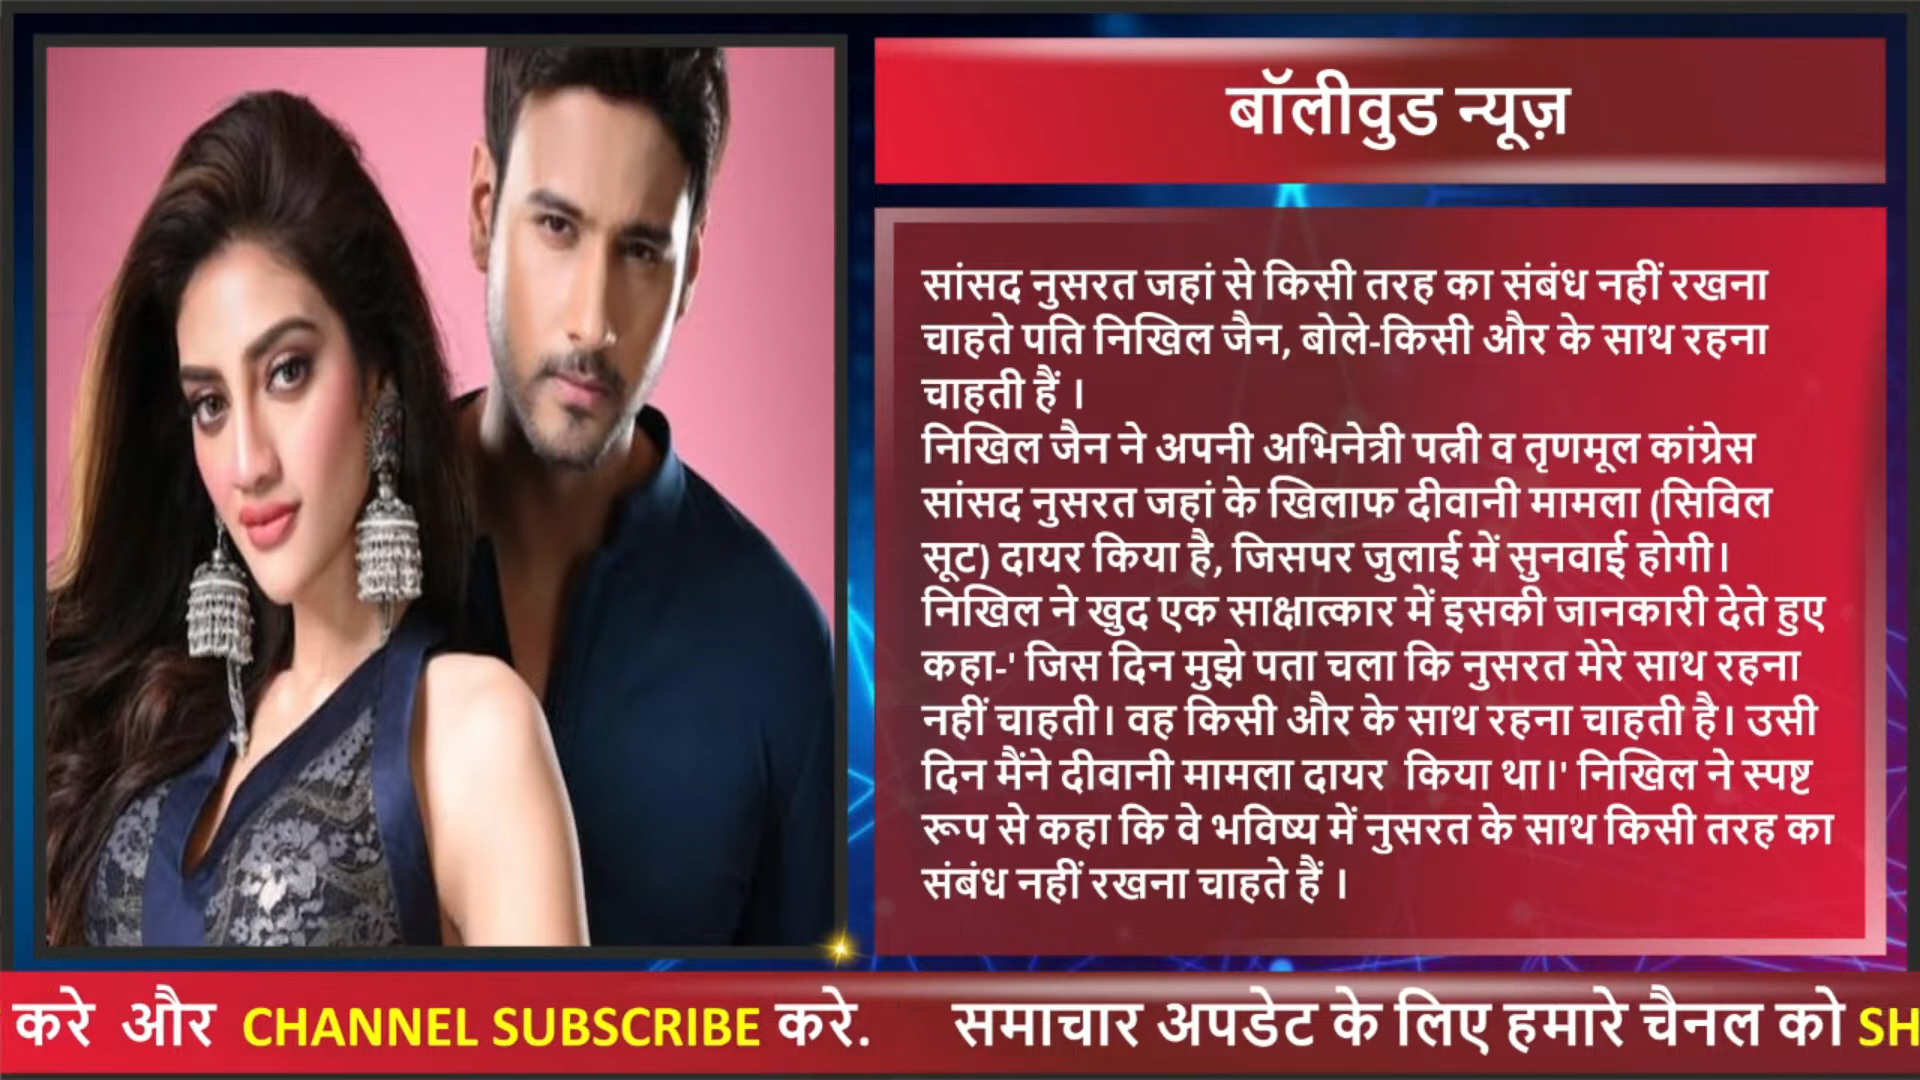 बॉलीवुड न्यूज़
सांसद नुसरत जहां से किसी तरह का संबंध नहीं रखना
चाहते पति निखिल जैन, बोले-किसी और के साथ रहना
चाहती हैं ।
निखिल जैन ने अपनी अभिनेत्री पत्नी व तृणमूल कांग्रेस
सांसद नुसरत जहां के खिलाफ दीवानी मामला (सिविल
सूट) दायर किया है, जिसपर जुलाई में सुनवाई होगी।
निखिल ने खुद एक साक्षात्कार में इसकी जानकारी देते हुए
कहा-' जिस दिन मुझे पता चला कि नुसरत मेरे साथ रहना
नहीं चाहती। वह किसी और के साथ रहना चाहती है। उसी
दिन मैंने दीवानी मामला दायर  किया था।' निखिल ने स्पष्ट
रूप से कहा कि वे भविष्य में नुसरत के साथ किसी तरह का
संबंध नहीं रखना चाहते हैं ।
करे और CHANNEL SUBSCRIBE करे. समाचार अपडेट के लिए हमारे चैनल को SH